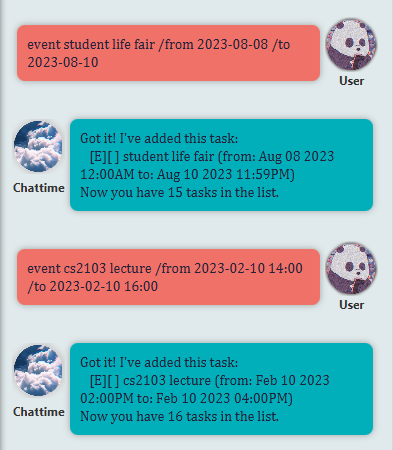 event student life fair /from 2023-08-08 /to
2023-08-10
User
Got it! I've added this task:
[E][ ] student life fair (from: Aug 08 2023
12:00AM to: Aug 10 2023 11:59PM)
Now you have 15 tasks in the list.
Chattime
event cs2103 lecture /from 2023-02-10 14:00
/to 2023-02-10 16:00
User
Got it! I've added this task:
[E][ ] cs2103 lecture (from: Feb 10 2023
02:00PM to: Feb 10 2023 04:00PM)
Now you have 16 tasks in the list.
Chattime